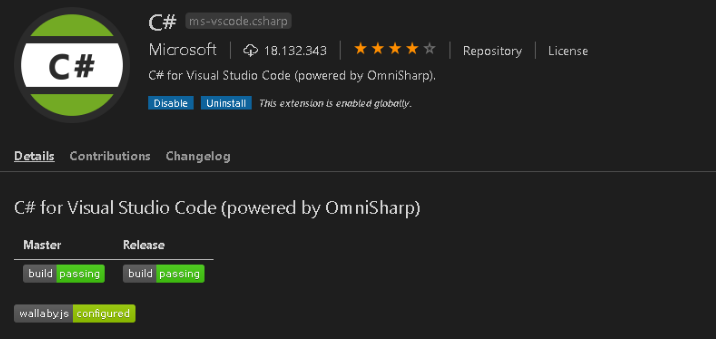 C# ms-vscode.csharp
C#
Microsoft 18.132.343 Repository License
C# for Visual Studio Code (powered by OmniSharp).
Disable Uninstall This extension is enabled globally.
Details Contributions Changelog
C# for Visual Studio Code (powered by OmniSharp)
Master Release
build passing build passing
wallaby.js configured